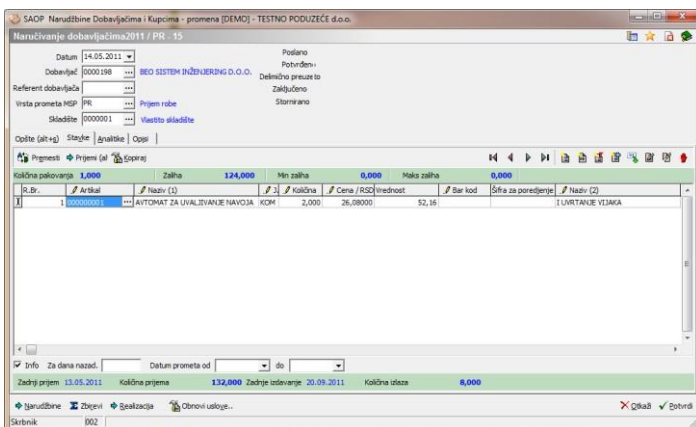 SAOP Narudžbine Dobavljačima i Kupcima - promena [DEMO] - TESTNO PODUZEĆE d.o.o.
Naručivanje dobavljačima2011 / PR - 15
Datum 14.05.2011 Poslano
Potvrđeni
Dobavljač 0000198 ... BEO SISTEM INŽENJERING D.O.O. Delimično preuzeto
Referent dobavljača ... Zaključeno
Vrsta prometa MSP PR ... Prijem robe Stornirano
Skladište 0000001 ... Vlastito skladište
Opšte (alt+g) Stavke Analitike Opisi
Premesti Prijemi (al Kopiraj
Količina pakovanja 1,000 Zaliha 124,000 Min zaliha 0,000 Maks zaliha 0,000
R.Br. Artikal Naziv (1) J. Količina Cena / RSD Vrednost Bar kod Šifra za poredjenje Naziv (2)
1 000000001 ... AVTOMAT ZA UVALJIVANJE NAVOJA KOM 2,000 26,08000 52,16 I UVRTANJE VIJAKA
Info Za dana nazad. Datum prometa od do
Zadnji prijem 13.05.2011 Količina prijema 132,000 Zadnje izdavanje 20.09.2011 Količina izlaza 8,000
Narudžbine Zbirevi Realizacija Obnovi uslove.. Otkaži Potvrdi
Skrbnik 002